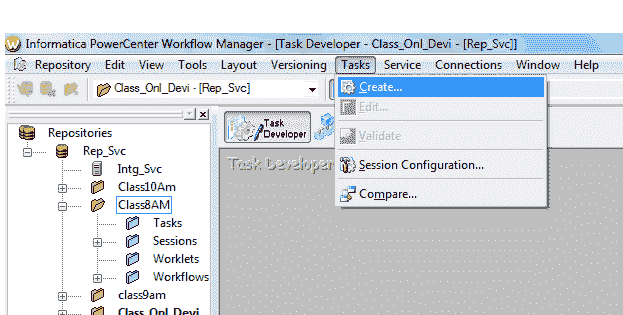 Informatica PowerCenter Workflow Manager - [Task Developer - Class_Onl_Devi - [Rep_Svc]]
Repository Edit View Tools Layout Versioning Tasks Service Connections Window Help
Class_Onl_Devi - [Rep_Svc]
Create...
Edit...
Validate
Session Configuration...
Compare...
Task
Developer
Task Developer
Repositories
Rep_Svc
Intg_Svc
Class10Am
Class8AM
Tasks
Sessions
Worklets
Workflows
class9am
Class_Onl_Devi